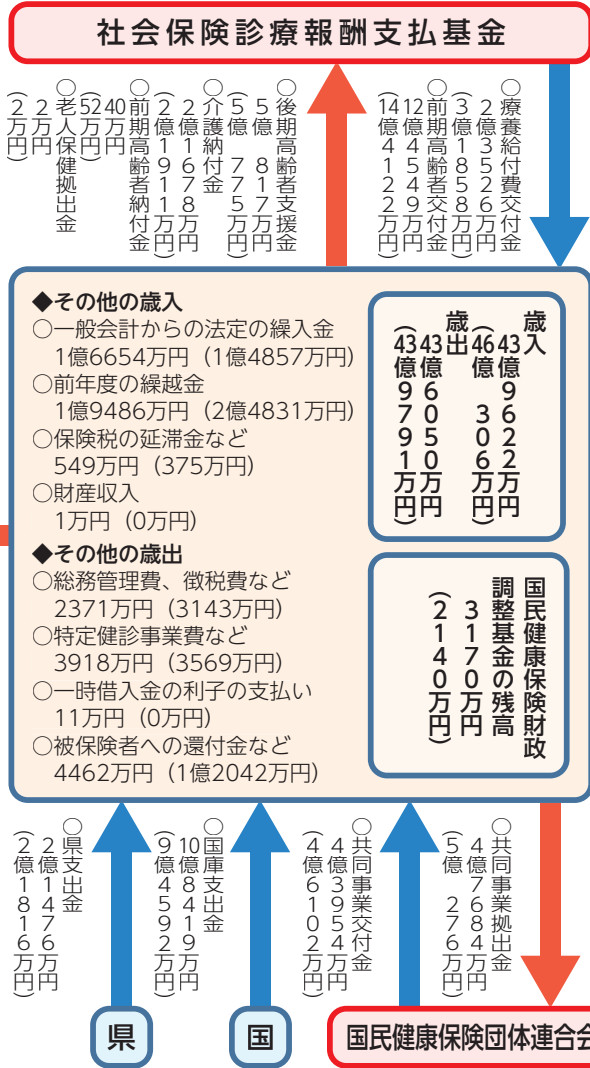 社会保険診療報酬支払基金
○療養給付費交付金
2億3526万円
(3億1858万円)
○前期高齢者交付金
12億4549万円
(14億4122万円)
○後期高齢者支援金
5億 817万円
(5億 775万円)
○介護納付金
2億1678万円
(2億1911万円)
○前期高齢者納付金
40万円
(52万円)
○老人保健拠出金
2万円
(2万円)
歳入
43億9622万円
(46億 306万円)
歳出
43億6050万円
(43億9791万円)
国民健康保険財政
調整基金の残高
3170万円
(2140万円)
◆その他の歳入
○一般会計からの法定の繰入金
1億6654万円(1億4857万円)
○前年度の繰越金
1億9486万円(2億4831万円)
○保険税の延滞金など
549万円(375万円)
○財産収入
1万円(0万円)
◆その他の歳出
○総務管理費、徴税費など
2371万円(3143万円)
○特定健診事業費など
3918万円(3569万円)
○一時借入金の利子の支払い
11万円(0万円)
○被保険者への還付金など
4462万円(1億2042万円)
○共同事業拠出金
4億7684万円
(5億 276万円)
○共同事業交付金
4億3954万円
(4億6102万円)
○国庫支出金
10億8419万円
(9億4592万円)
○県支出金
2億1476万円
(2億1816万円)
県
国
国民健康保険団体連合会